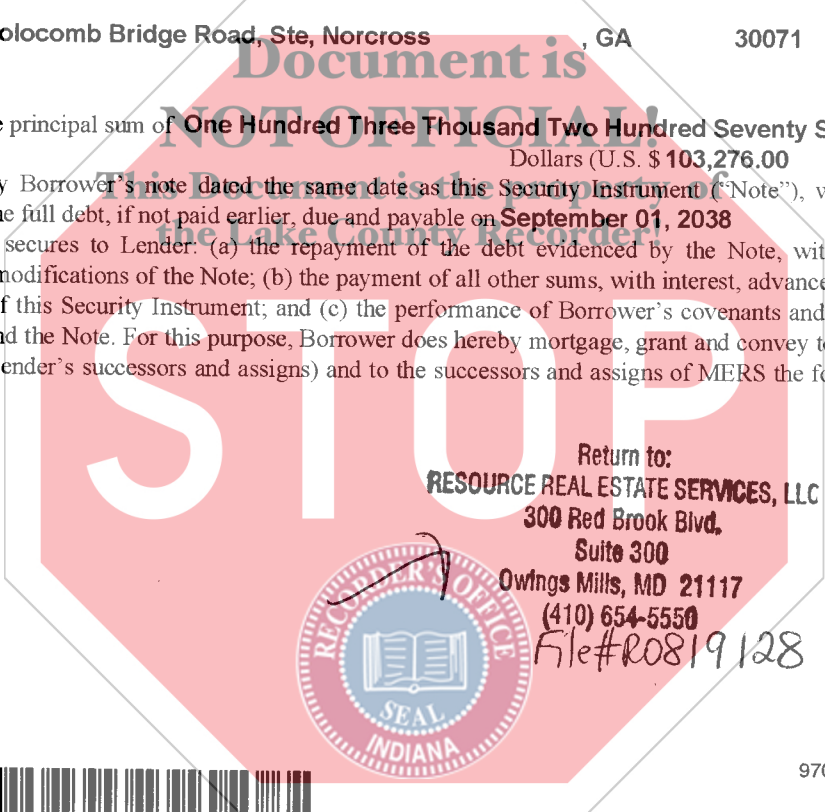 olocomb Bridge Road, Ste, Norcross , GA 30071
Document is
NOT OFFICIAL!
e principal sum of One Hundred Three Thousand Two Hundred Seventy S
Dollars (U.S. $ 103,276.00
This Document is the property of
y Borrower's note dated the same date as this Security Instrument (“Note”), v
e full debt, if not paid earlier, due and payable on September 01, 2038
the Lake County Recorder!
secures to Lender: (a) the repayment of the debt evidenced by the Note, wit
modifications of the Note; (b) the payment of all other sums, with interest, advance
f this Security Instrument; and (c) the performance of Borrower's covenants and
nd the Note. For this purpose, Borrower does hereby mortgage, grant and convey t
ender's successors and assigns) and to the successors and assigns of MERS the fo
STOP
Return to:
RESOURCE REAL ESTATE SERVICES, LLC
300 Red Brook Blvd.
Suite 300
Owings Mills, MD 21117
(410) 654-5550
File#R0819128
RECORDER'S OFFICE
SEAL
INDIANA
970